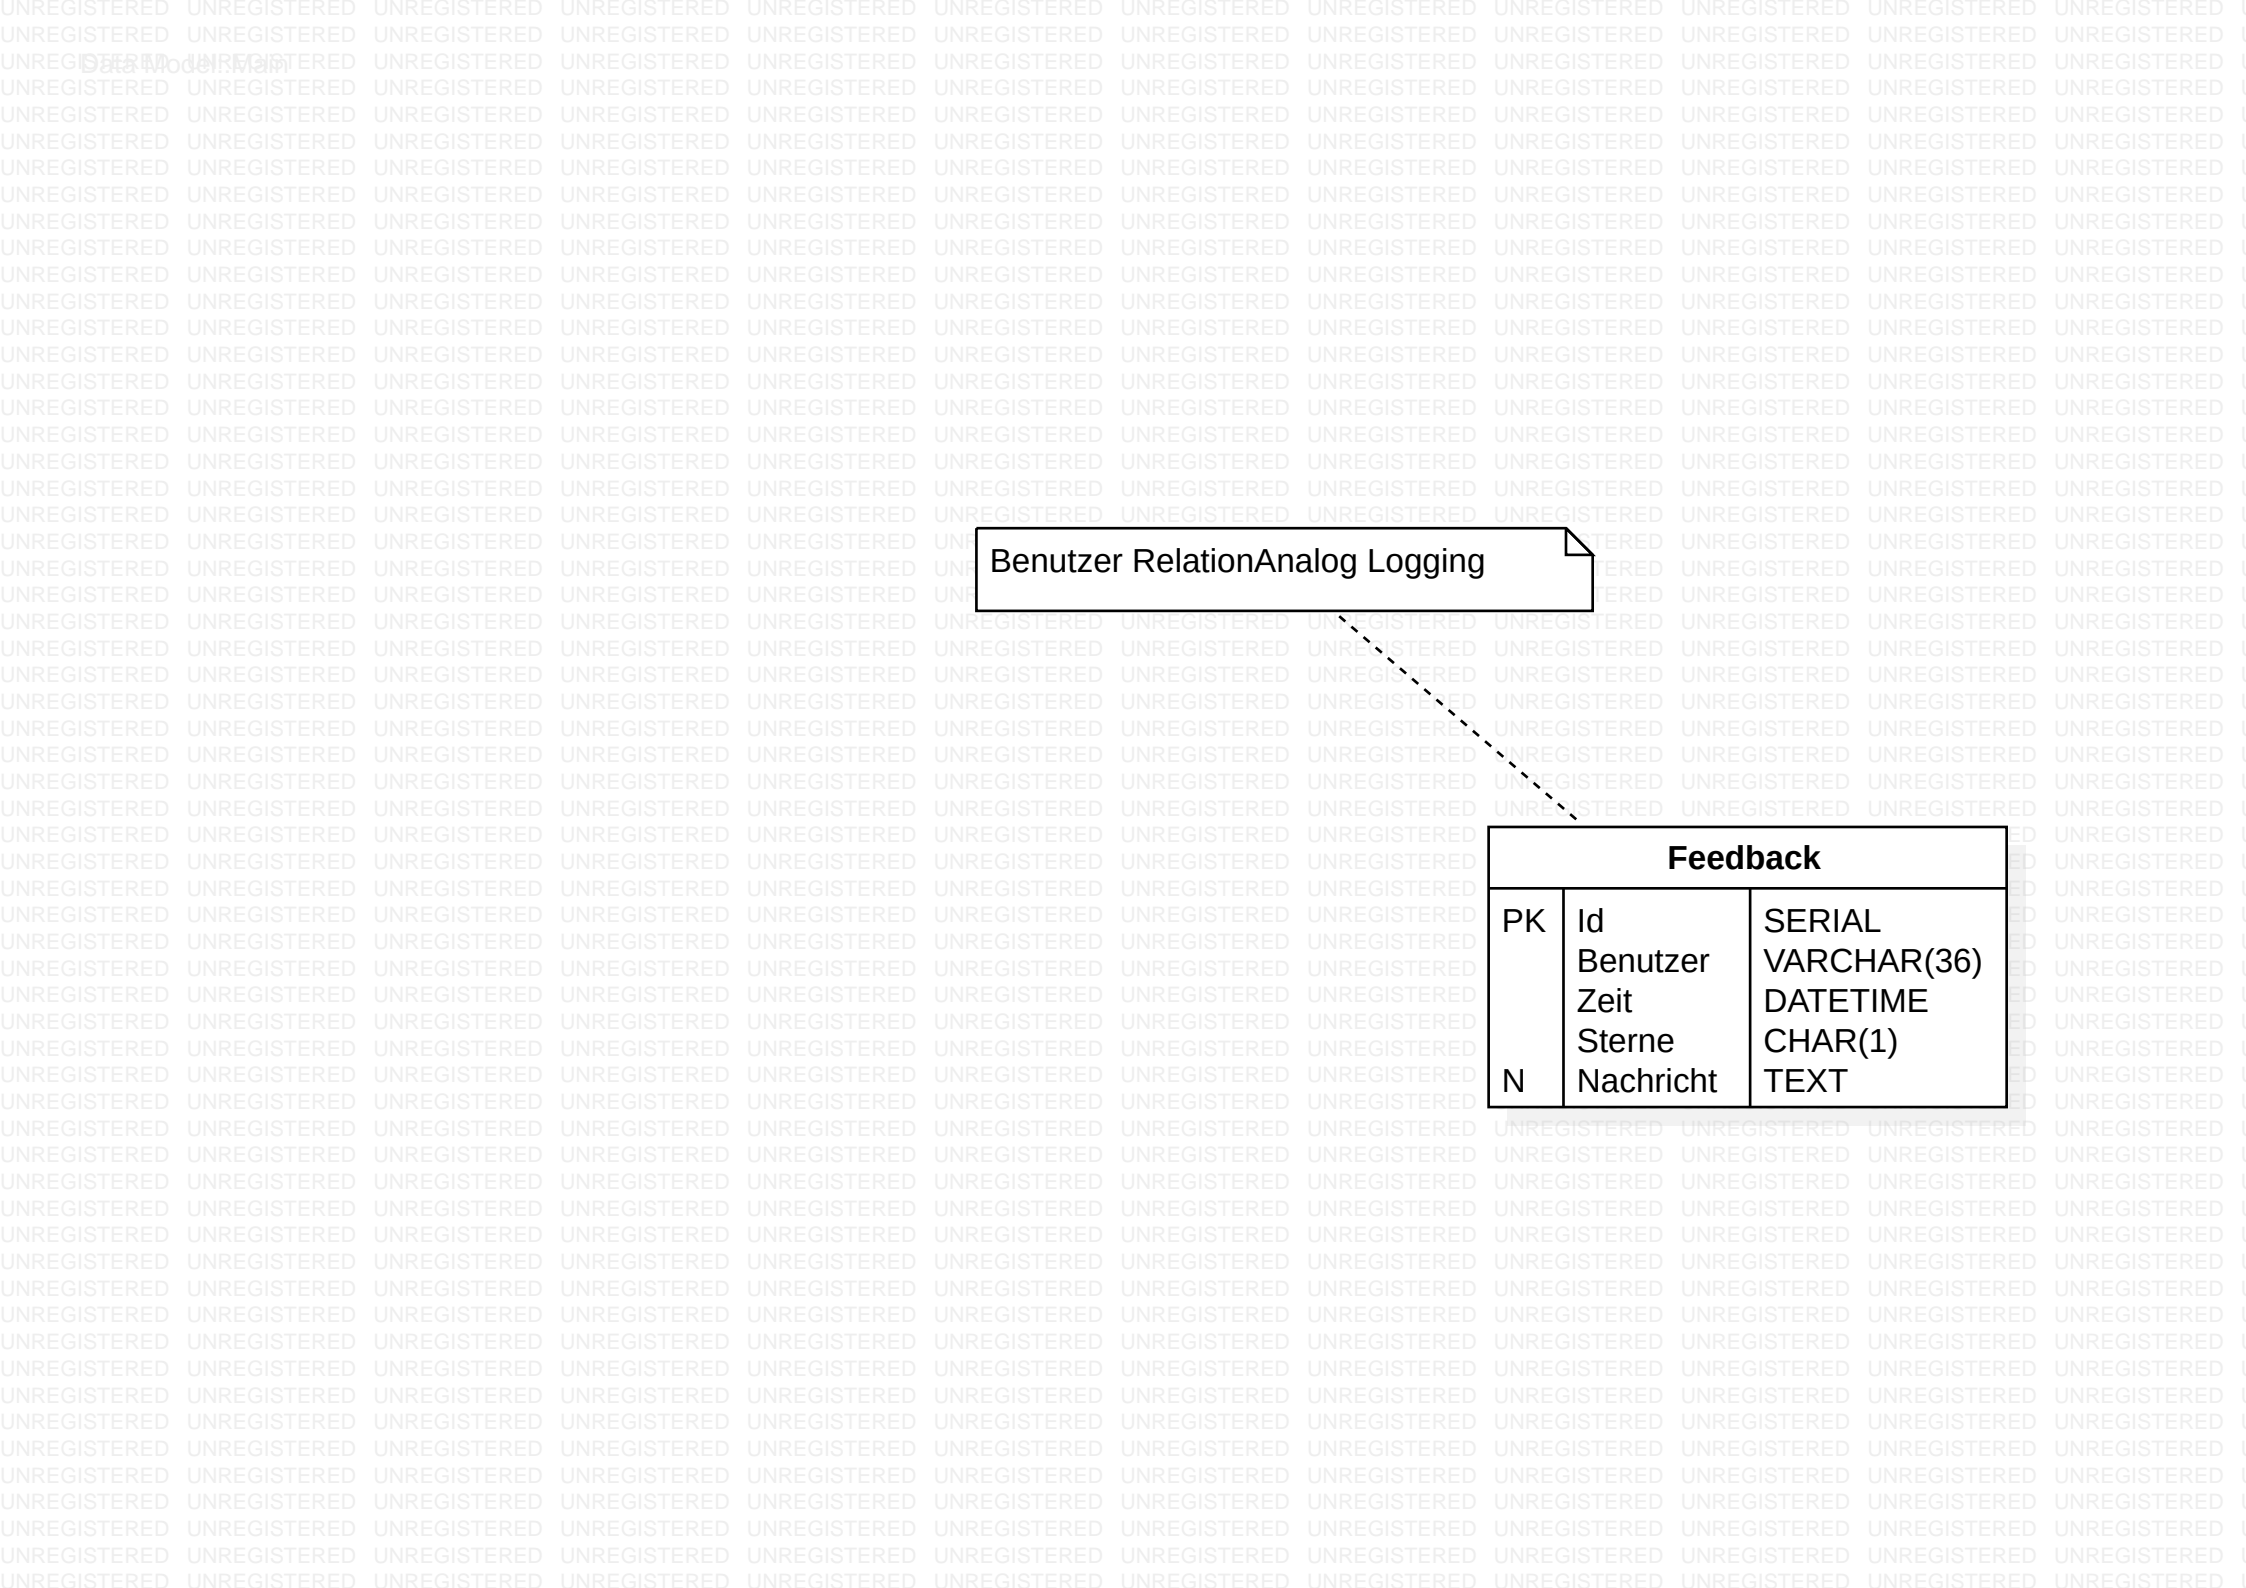 Data Model::Main
Benutzer RelationAnalog Logging
Feedback
PK Id SERIAL
Benutzer VARCHAR(36)
Zeit DATETIME
Sterne CHAR(1)
N Nachricht TEXT
UNREGISTERED